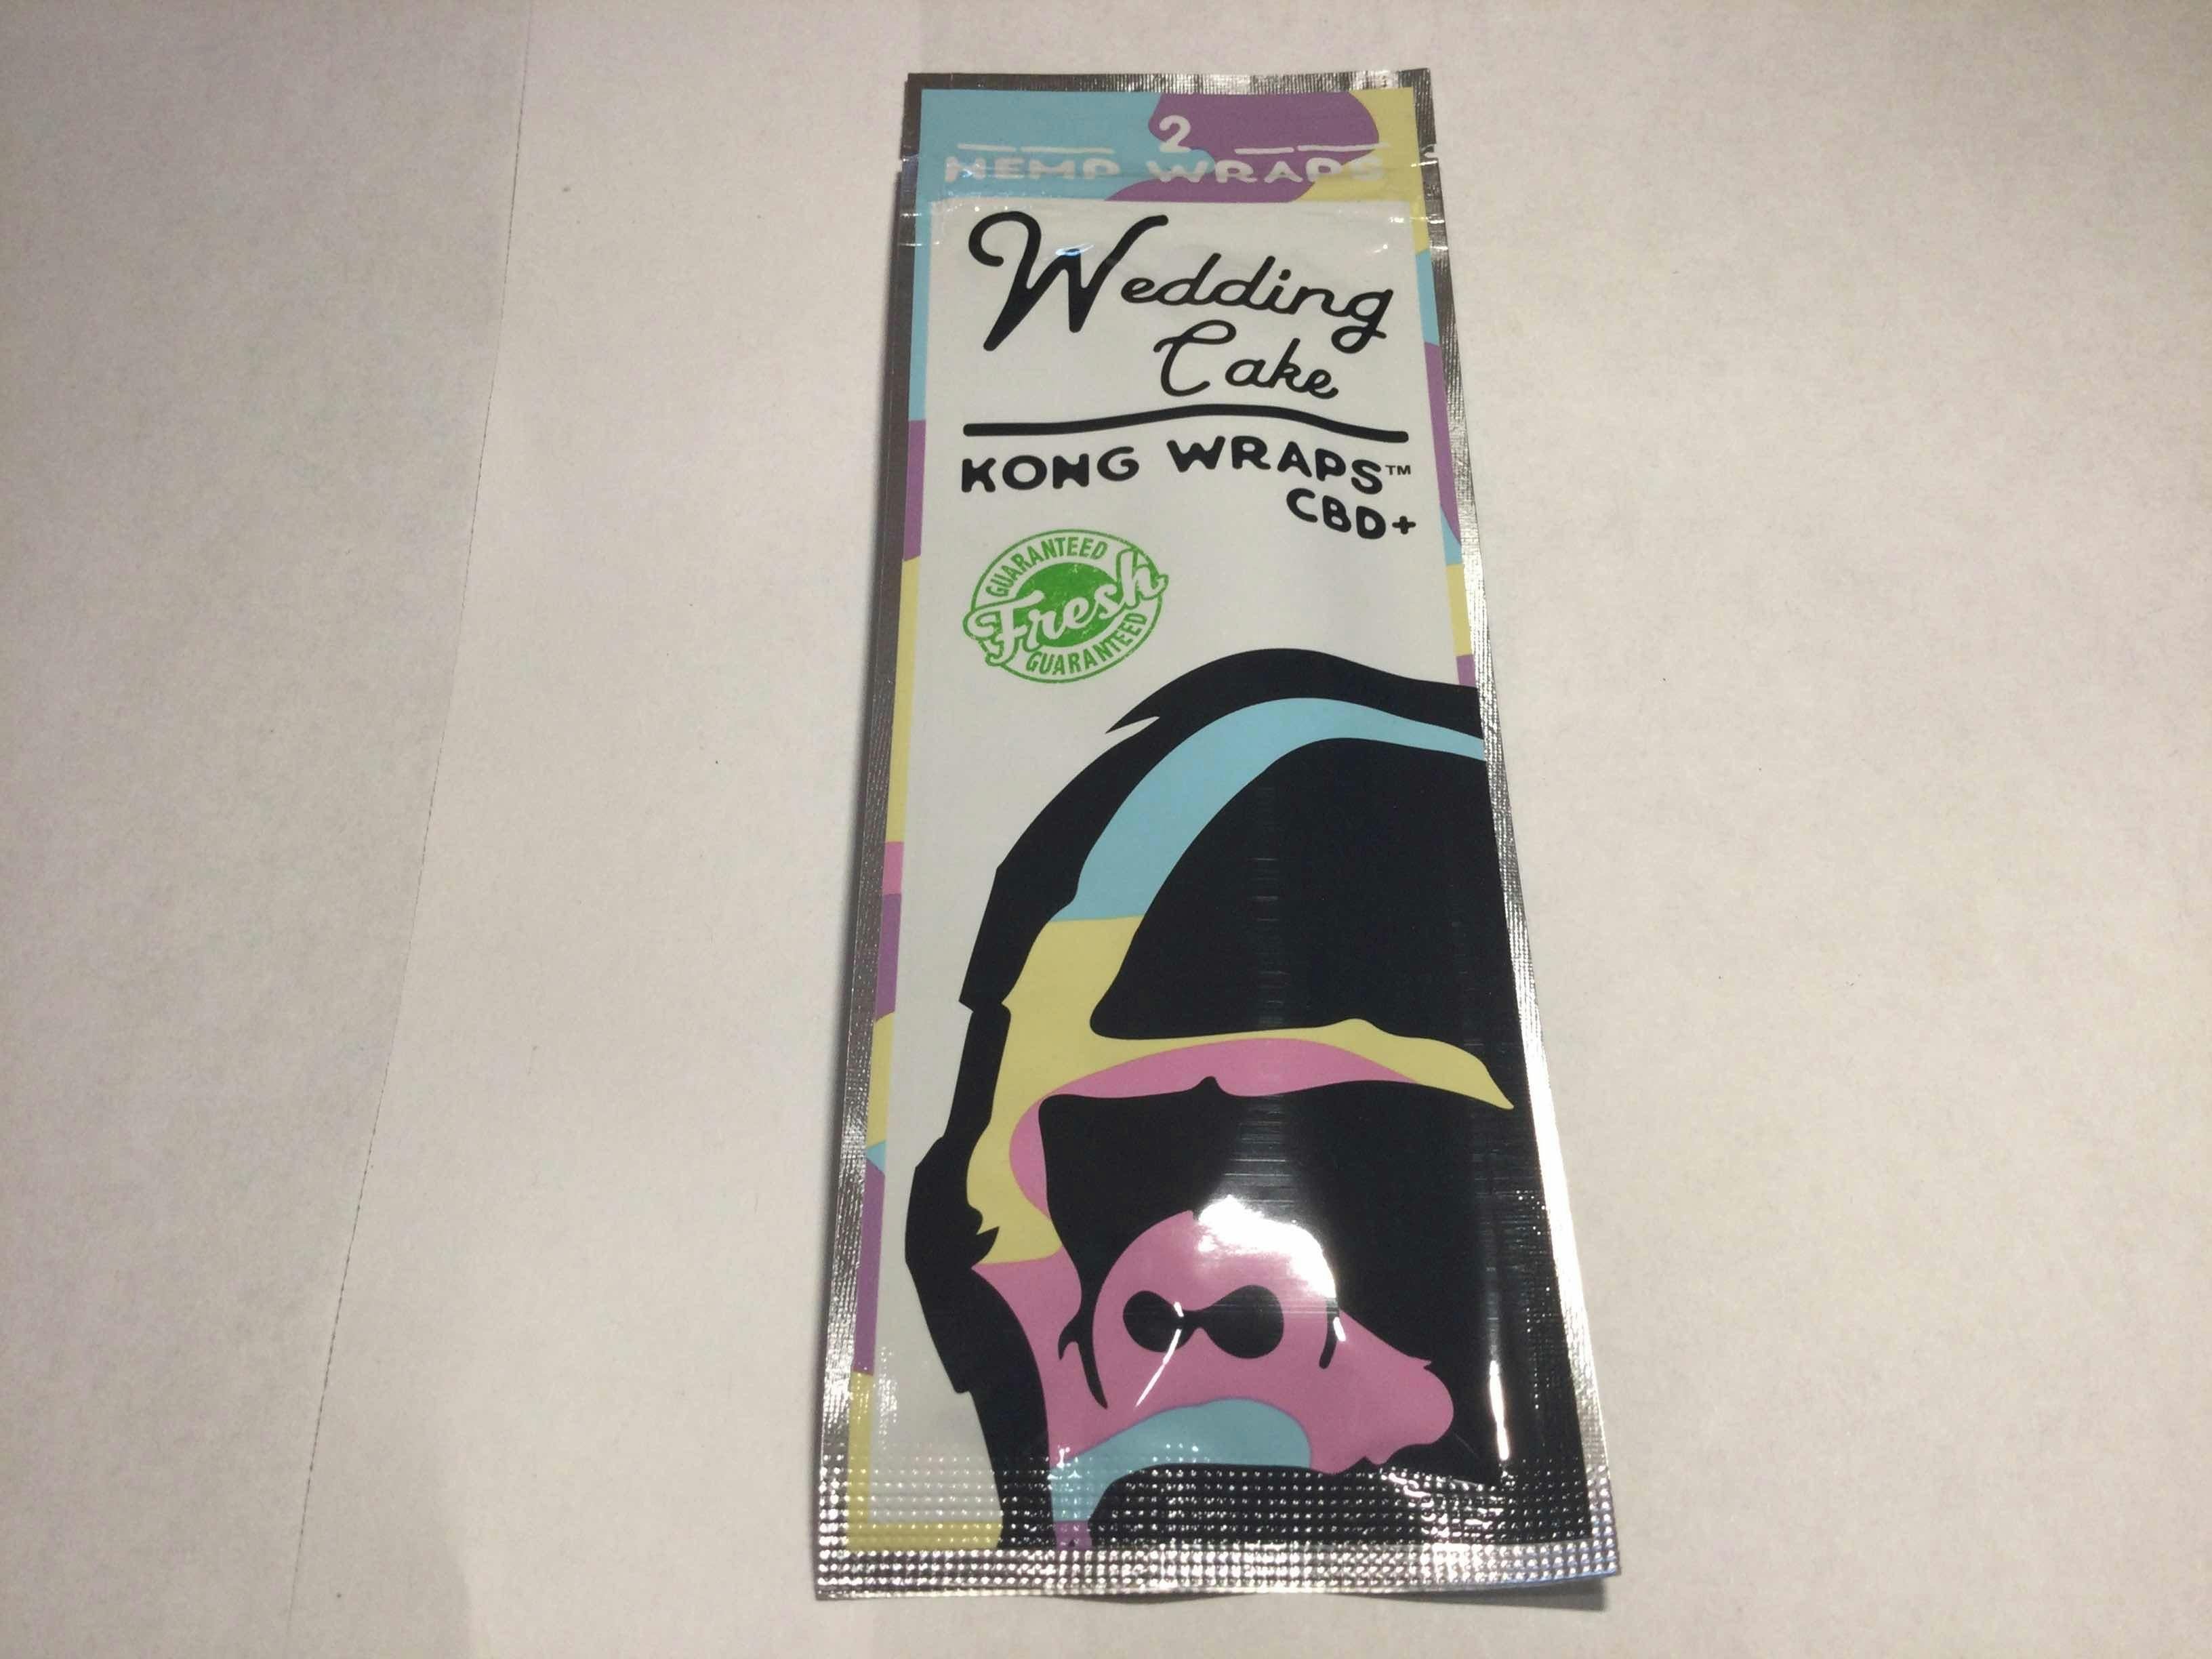 2
HEMP WRAPS
Wedding
Cake
KONG WRAPS™
CBD+
GUARANTEED
Fresh
GUARANTEED